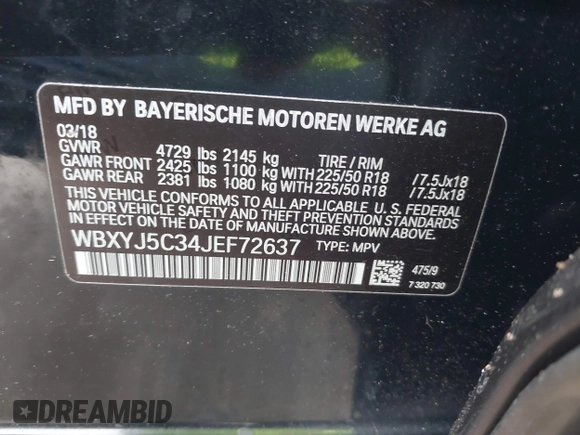 MFD BY BAYERISCHE MOTOREN WERKE AG
03/18
GVWR 4729 lbs 2145 kg TIRE / RIM
GAWR FRONT 2425 lbs 1100 kg WITH 225/50 R18 /7.5Jx18
GAWR REAR 2381 lbs 1080 kg WITH 225/50 R18 /7.5Jx18
THIS VEHICLE CONFORMS TO ALL APPLICABLE U. S. FEDERAL
MOTOR VEHICLE SAFETY AND THEFT PREVENTION STANDARDS
IN EFFECT ON THE DATE OF MANUFACTURE SHOWN ABOVE.
WBXYJ5C34JEF72637 TYPE: MPV
475/9
7 320 730
DREAMBID